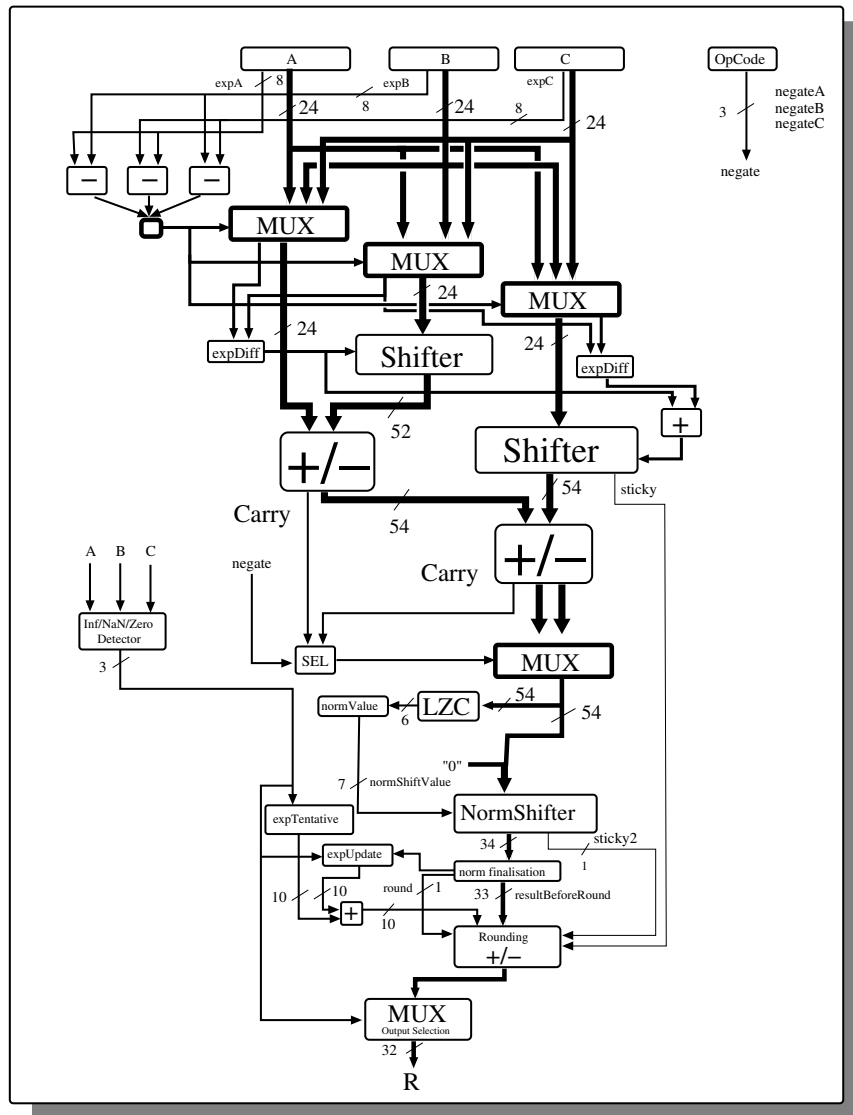 A
B
C
OpCode
expA
8
expB
8
expC
8
3
negateA
negateB
negateC
24
24
24
negate
−
−
−
MUX
MUX
MUX
24
24
24
expDiff
Shifter
expDiff
52
+
+/−
Shifter
54
sticky
Carry
54
+/−
Carry
A
B
C
negate
Inf/NaN/Zero
Detector
3
SEL
MUX
normValue
6
LZC
54
54
"0"
7
normShiftValue
NormShifter
expTentative
34
sticky2
1
expUpdate
norm finalisation
10
10
round
1
33
resultBeforeRound
+
10
Rounding
+/−
MUX
Output Selection
32
R